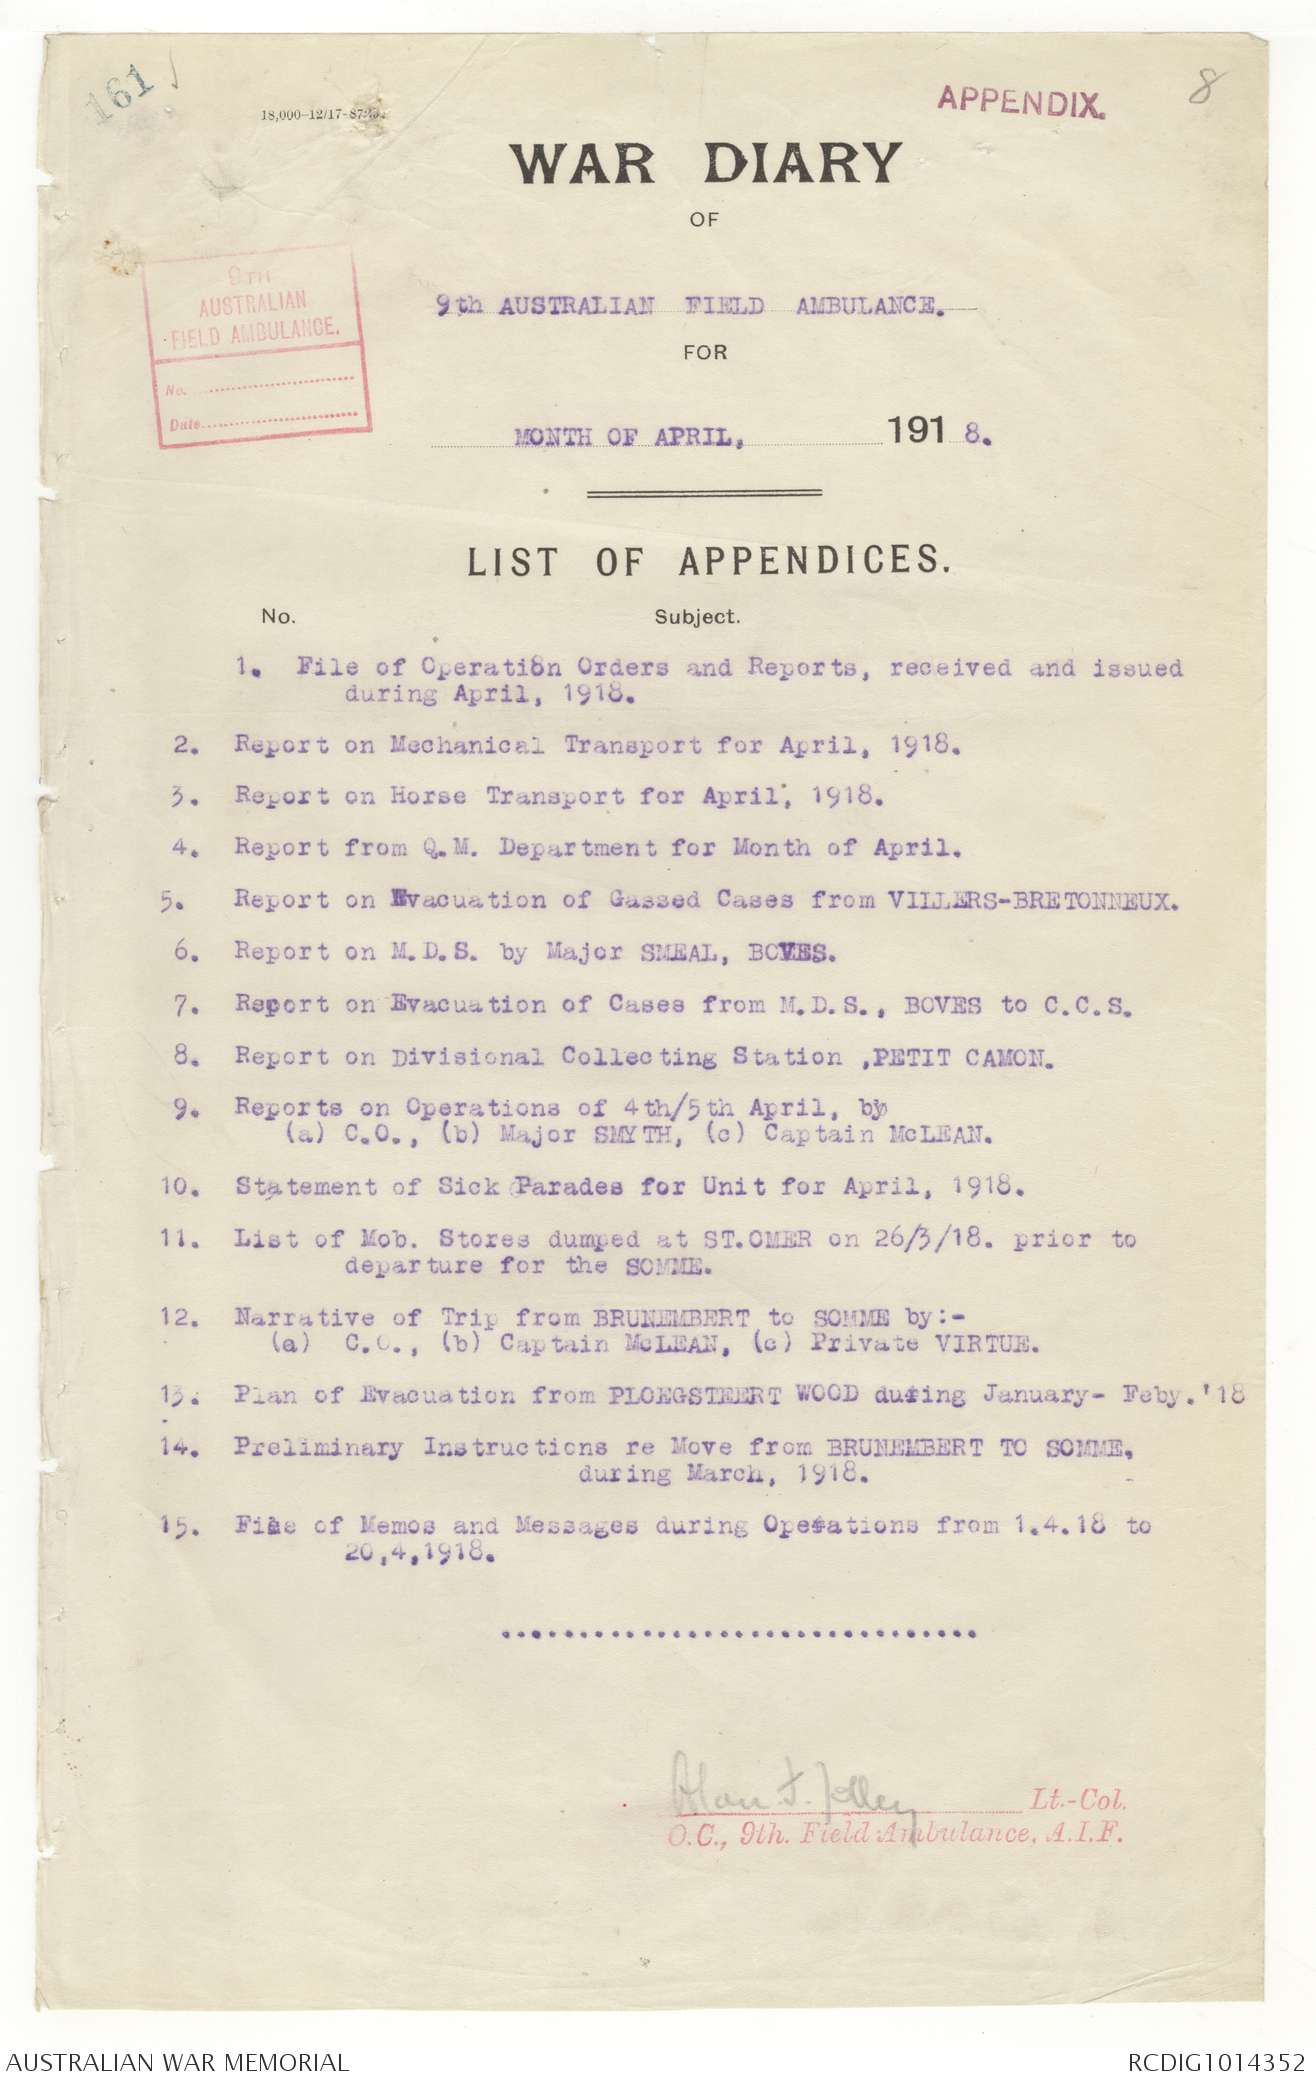 161
18,000–12/17-
APPENDIX.
8
WAR DIARY
OF
9TH
AUSTRALIAN
FIELD AMBULANCE.
No.
Date
9th AUSTRALIAN FIELD AMBULANCE.
FOR
MONTH OF APRIL, 1918.
LIST OF APPENDICES.
No. Subject.
1. File of Operati8n Orders and Reports, received and issued
during April, 1918.
2. Report on Mechanical Transport for April, 1918.
3. Report on Horse Transport for April, 1918.
4. Report from Q.M. Department for Month of April.
5. Report on Evacuation of Gassed Cases from VILLERS-BRETONNEUX.
6. Report on M.D.S. by Major SMEAL, BOVES.
7. Report on Evacuation of Cases from M.D.S., BOVES to C.C.S.
8. Report on Divisional Collecting Station ,PETIT CAMON.
9. Reports on Operations of 4th/5th April, by
(a) C.O., (b) Major SMYTH, (c) Captain McLEAN.
10. Statement of Sick Parades for Unit for April, 1918.
11. List of Mob. Stores dumped at ST.OMER on 26/3/18. prior to
departure for the SOMME.
12. Narrative of Trip from BRUNEMBERT to SOMME by:-
(a) C.O., (b) Captain McLEAN, (c) Private VIRTUE.
13. Plan of Evacuation from PLOEGSTEERT WOOD during January- Feby.'18
14. Preliminary Instructions re Move from BRUNEMBERT TO SOMME,
during March, 1918.
15. File of Memos and Messages during Operations from 1.4.18 to
20,4,1918.
Lt.-Col.
O.C., 9th. Field Ambulance, A.I.F.
AUSTRALIAN WAR MEMORIAL
RCDIG1014352